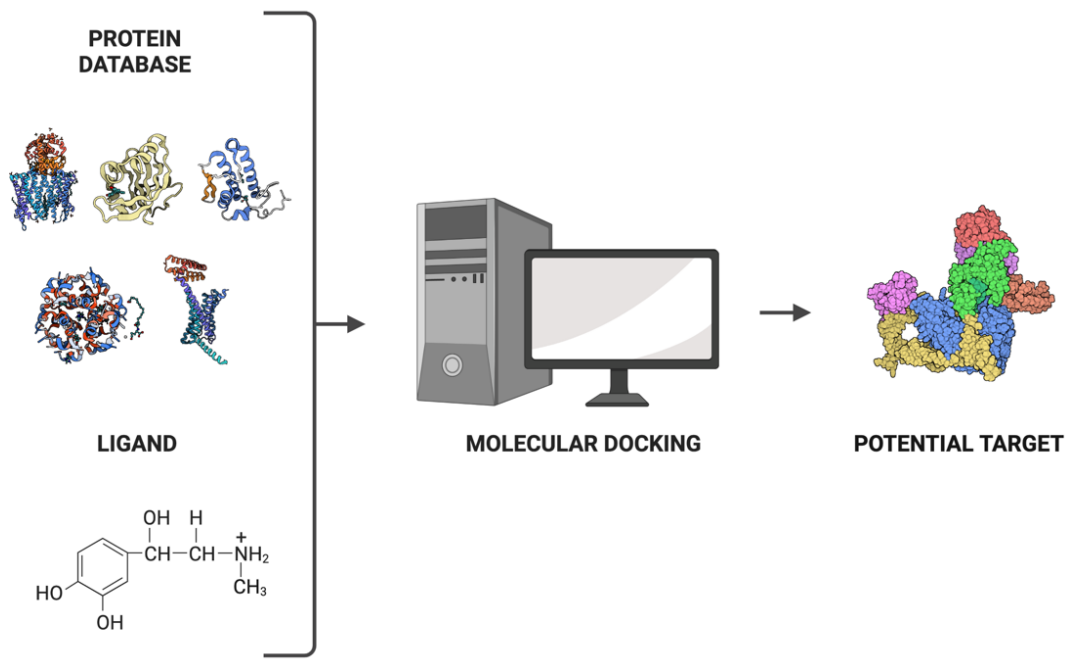 PROTEIN
DATABASE
LIGAND
MOLECULAR DOCKING
POTENTIAL TARGET
OH H
+
CH CH NH₂
CH₃
HO
OH